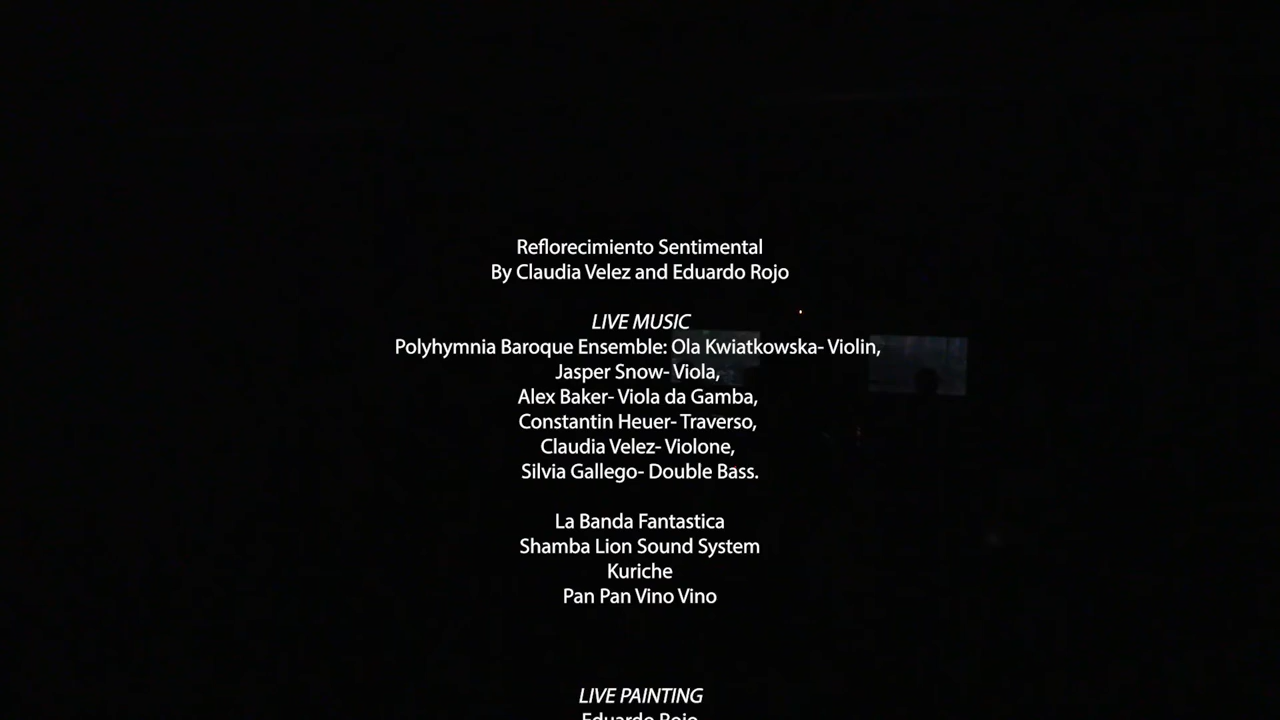 Reflorecimiento Sentimental
By Claudia Velez and Eduardo Rojo
LIVE MUSIC
Polyhymnia Baroque Ensemble: Ola Kwiatkowska- Violin,
Jasper Snow- Viola,
Alex Baker- Viola da Gamba,
Constantin Heuer- Traverso,
Claudia Velez- Violone,
Silvia Gallego- Double Bass.
La Banda Fantastica
Shamba Lion Sound System
Kuriche
Pan Pan Vino Vino
LIVE PAINTING
Eduardo Rojo